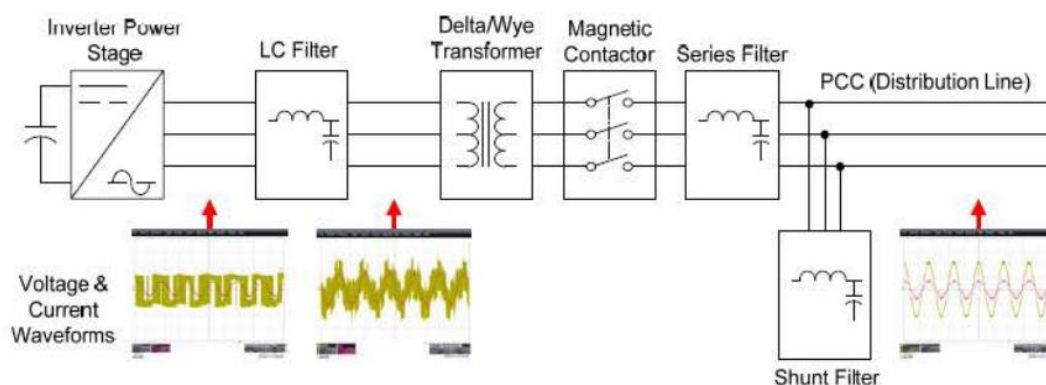 Inverter Power
Stage
LC Filter
Delta/Wye
Transformer
Magnetic
Contactor
Series Filter
PCC (Distribution Line)
Voltage &
Current
Waveforms
Shunt Filter